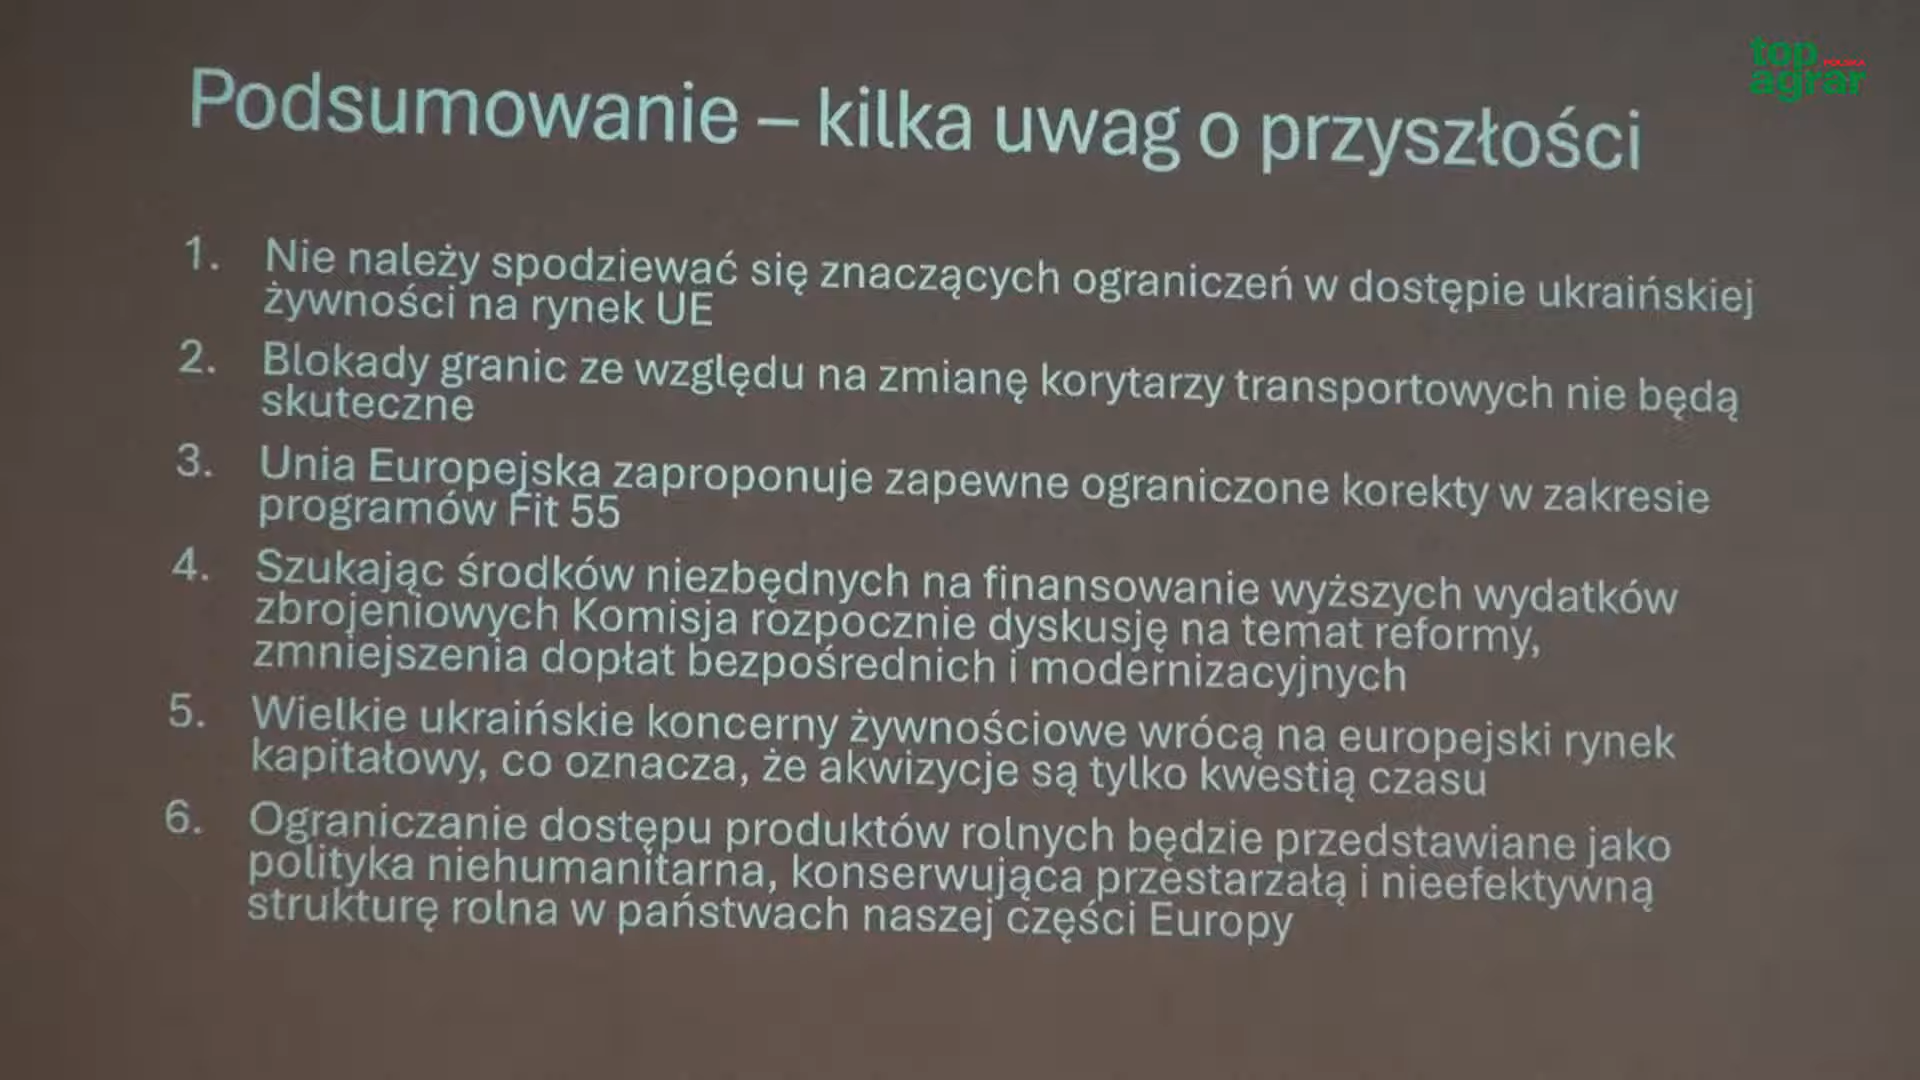 top
POLSKA
agrar
Podsumowanie – kilka uwag o przyszłości
1. Nie należy spodziewać się znaczących ograniczeń w dostępie ukraińskiej
żywności na rynek UE
2. Blokady granic ze względu na zmianę korytarzy transportowych nie będą
skuteczne
3. Unia Europejska zaproponuje zapewne ograniczone korekty w zakresie
programów Fit 55
4. Szukając środków niezbędnych na finansowanie wyższych wydatków
zbrojeniowych Komisja rozpocznie dyskusję na temat reformy,
zmniejszenia dopłat bezpośrednich i modernizacyjnych
5. Wielkie ukraińskie koncerny żywnościowe wrócą na europejski rynek
kapitałowy, co oznacza, że akwizycje są tylko kwestią czasu
6. Ograniczanie dostępu produktów rolnych będzie przedstawiane jako
polityka niehumanitarna, konserwująca przestarzałą i nieefektywną
strukturę rolna w państwach naszej części Europy